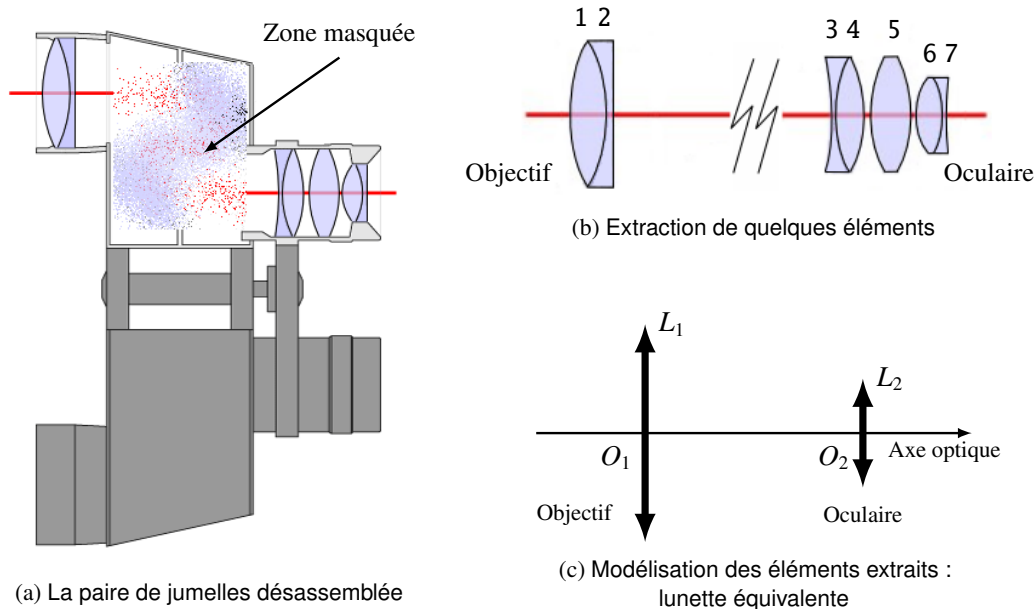 Zone masquée
(a) La paire de jumelles désassemblée
1 2 3 4 5 6 7
Objectif
Oculaire
(b) Extraction de quelques éléments
L1
L2
O1
O2
Axe optique
Objectif
Oculaire
(c) Modélisation des éléments extraits :
lunette équivalente